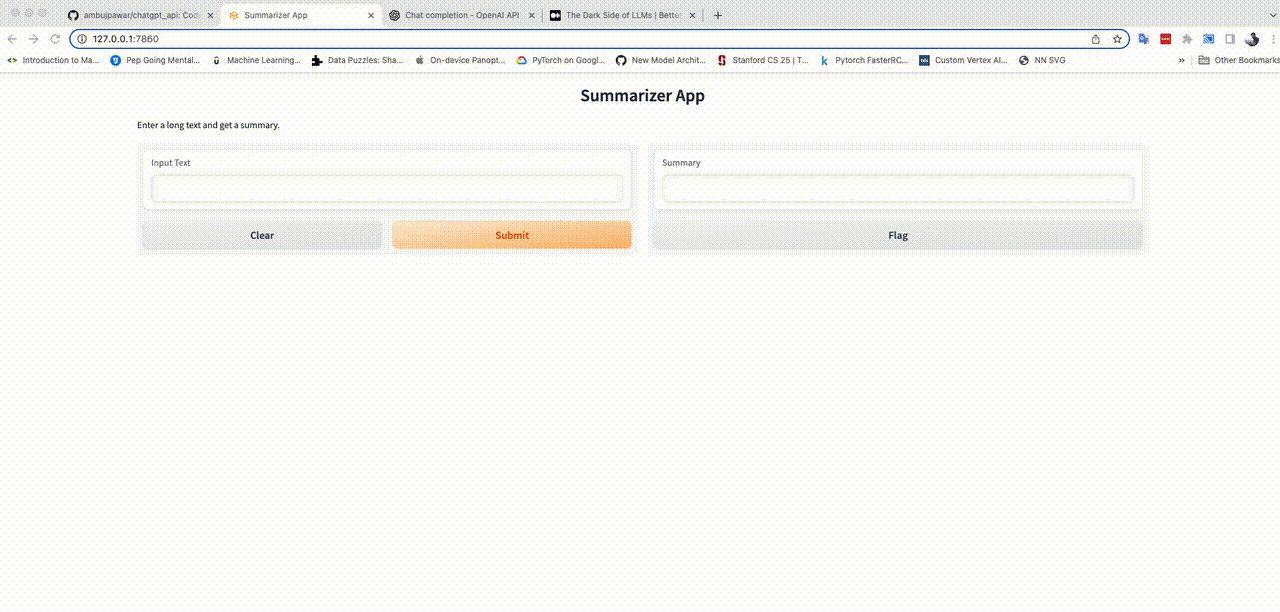 ambujpawar/chatgpt_api: Code
Summarizer App
Chat completion - OpenAI API
The Dark Side of LLMs | Better
127.0.0.1:7860
Introduction to Ma...
Pep Going Mental...
Machine Learning...
Data Puzzles: Sha...
On-device Panopt...
PyTorch on Googl...
New Model Archit...
Stanford CS 25 | T...
Pytorch FasterRC...
Custom Vertex AI...
NN SVG
»
Other Bookmarks
Summarizer App
Enter a long text and get a summary.
Input Text
Summary
Clear
Submit
Flag